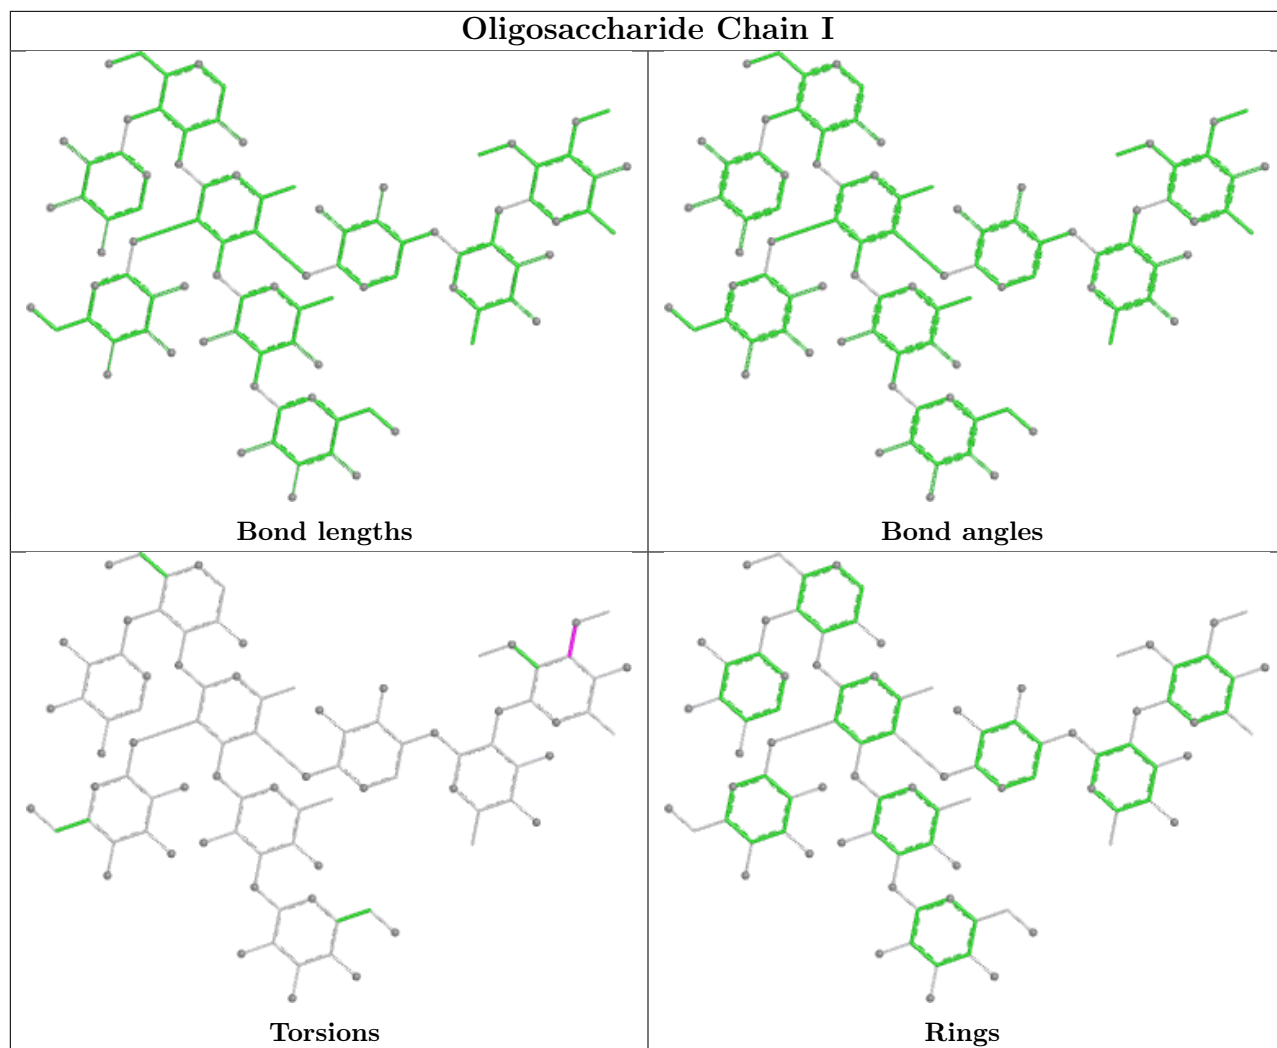 Oligosaccharide Chain I
Bond lengths
Bond angles
Torsions
Rings